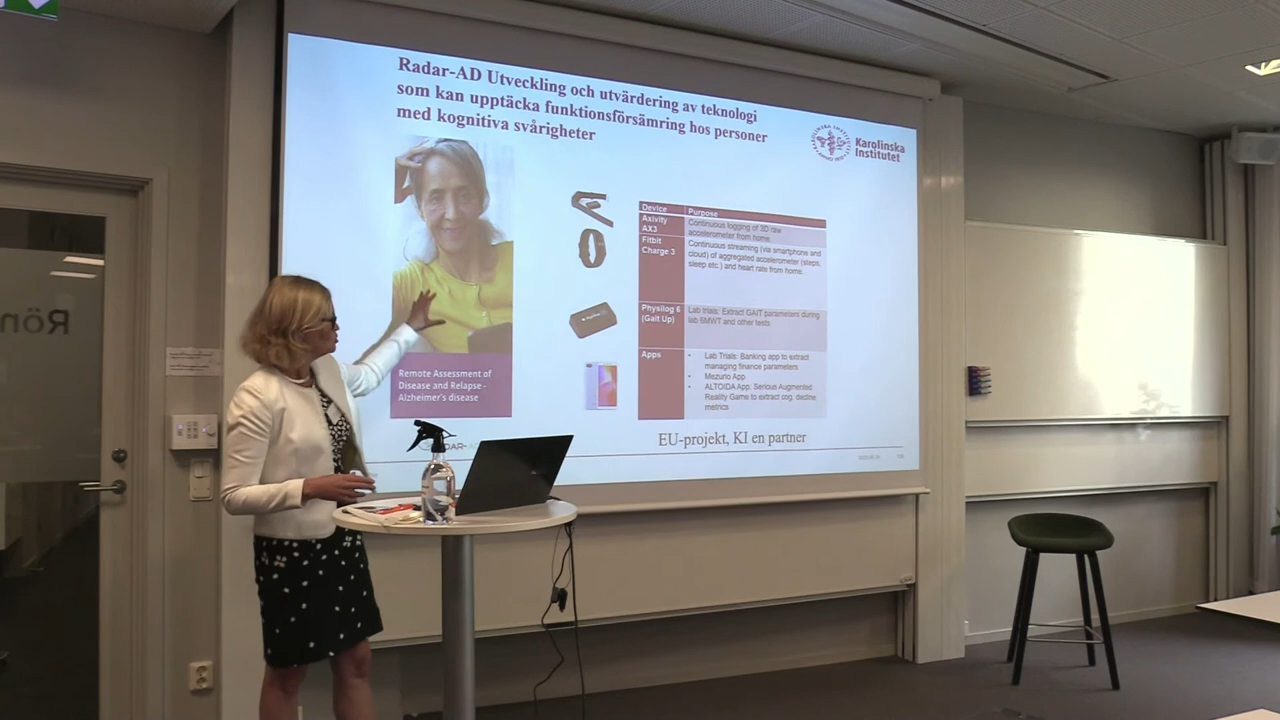 Radar-AD Utveckling och utvärdering av teknologi
som kan upptäcka funktionsförsämring hos personer
med kognitiva svårigheter
Karolinska
Institutet
Device Purpose
Axivity
AX3
Continuous logging of 3D raw
accelerometer from home.
Fitbit
Charge 3
Continuous streaming (via smartphone and
cloud) of aggregated accelerometer (steps,
sleep etc.) and heart rate from home.
Physilog 6
(Gait Up)
Lab trials: Extract GAIT parameters during
lab 6MWT and other tests
Apps
• Lab Trials: Banking app to extract
managing finance parameters
• Mezurio App
• ALTOIDA App: Serious Augmented
Reality Game to extract cog. decline
metrics
Remote Assessment of
Disease and Relapse -
Alzheimer's disease
EU-projekt, KI en partner
Rön